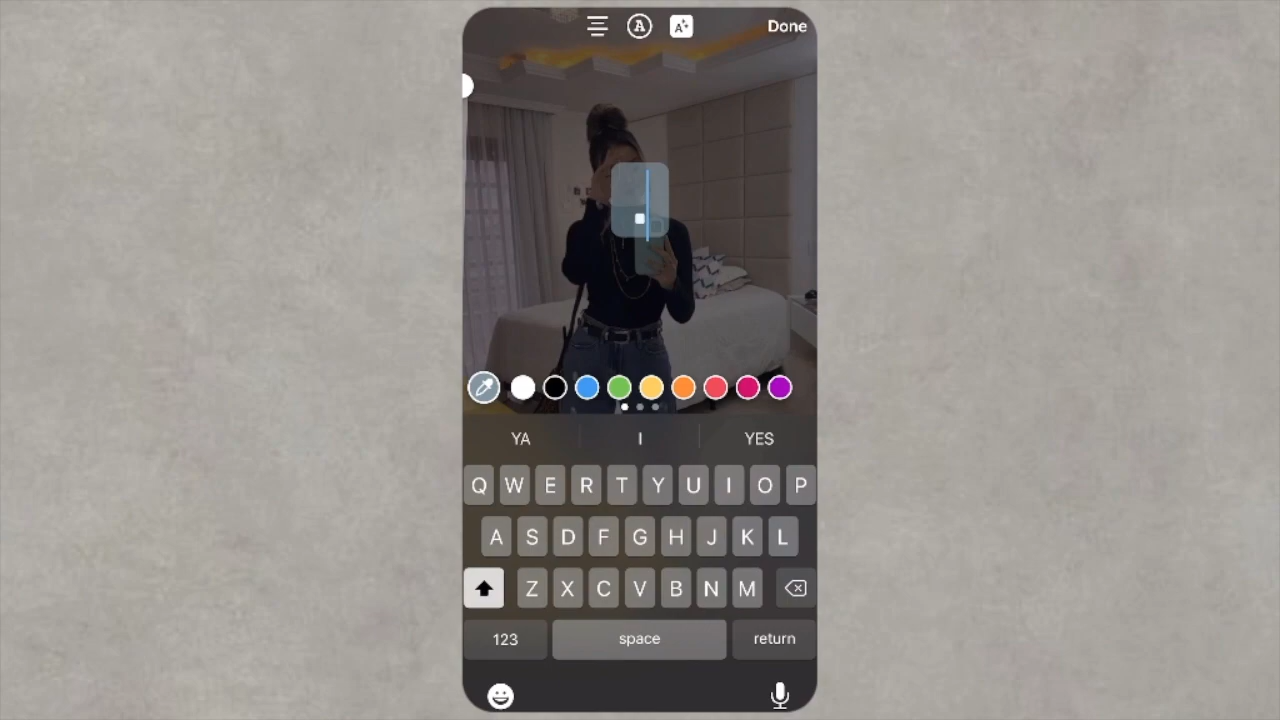 A A Done
YA I YES
Q W E R T Y U I O P
A S D F G H J K L
Z X C V B N M
123 space return